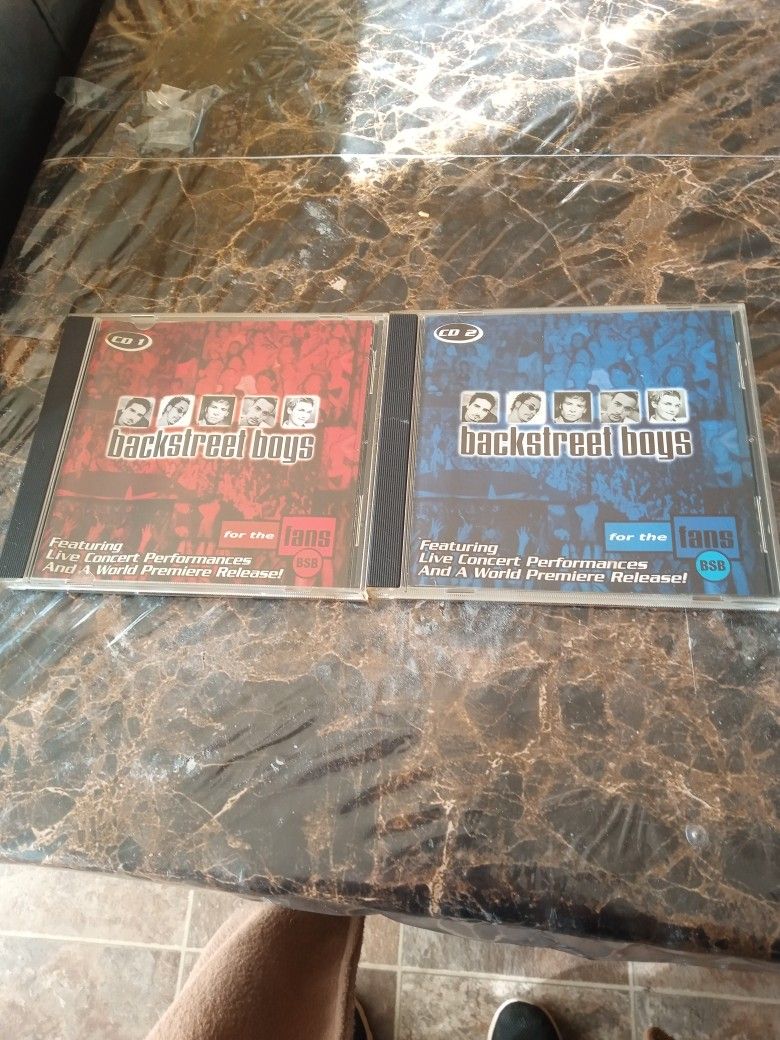 CD 1
backstreet boys
for the fans
Featuring
Live Concert Performances
And A World Premiere Release!
BSB
CD 2
backstreet boys
for the fans
Featuring
Live Concert Performances
And A World Premiere Release!
BSB